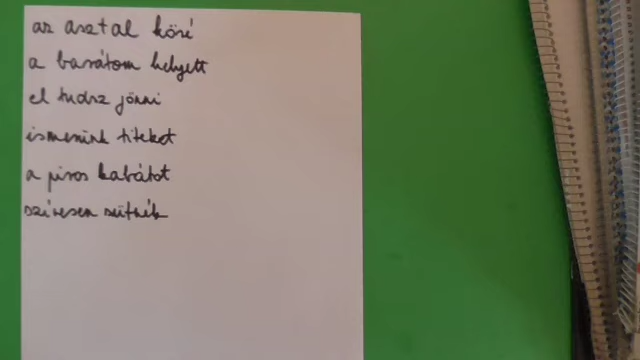 az asztal köré
a barátom helyett
el tudsz jönni
ismerünk titeket
a piros kabátot
szívesen sütnék